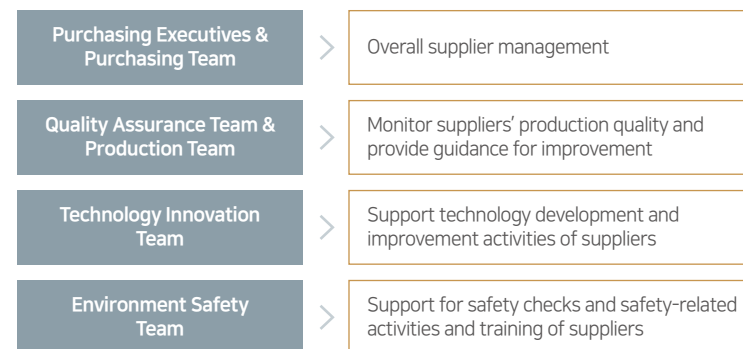 Purchasing Executives &
Purchasing Team
Overall supplier management
Quality Assurance Team &
Production Team
Monitor suppliers’ production quality and
provide guidance for improvement
Technology Innovation
Team
Support technology development and
improvement activities of suppliers
Environment Safety
Team
Support for safety checks and safety-related
activities and training of suppliers